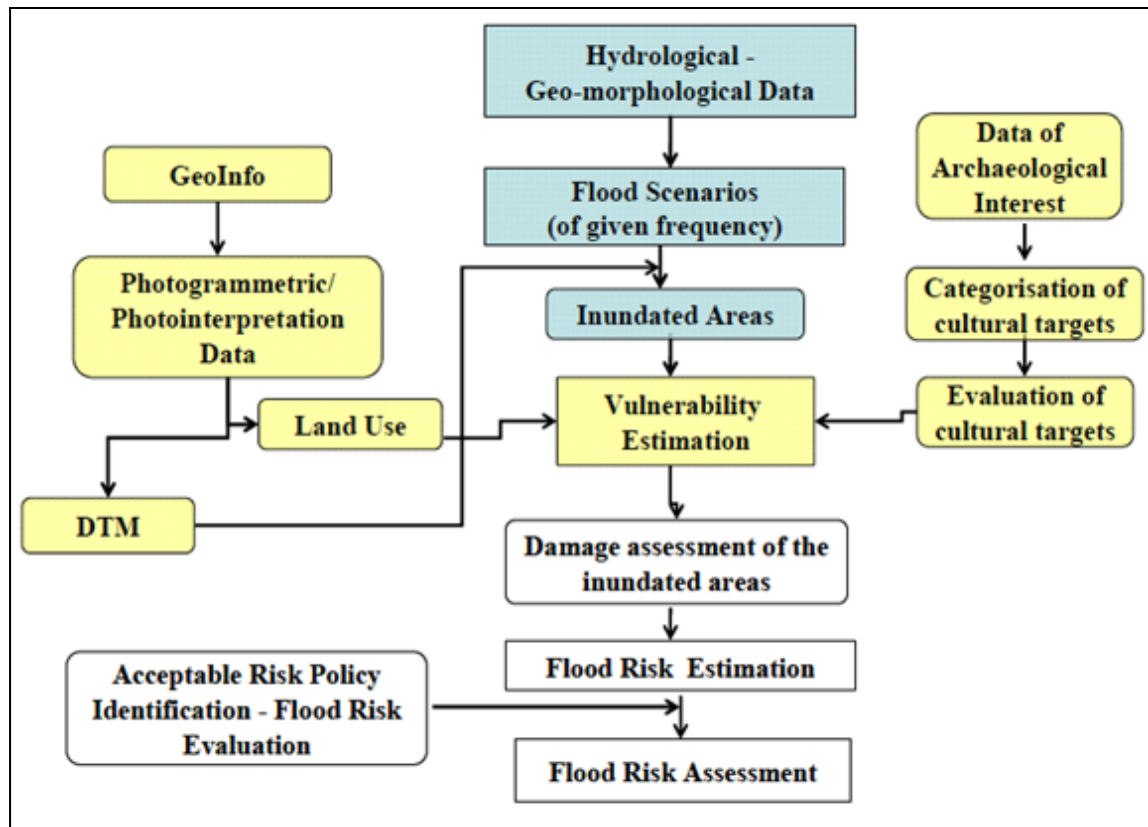 Hydrological -
Geo-morphological Data
Flood Scenarios
(of given frequency)
Inundated Areas
GeoInfo
Photogrammetric/
Photointerpretation
Data
Land Use
DTM
Data of
Archaeological
Interest
Categorisation of
cultural targets
Evaluation of
cultural targets
Vulnerability
Estimation
Damage assessment of the
inundated areas
Flood Risk Estimation
Acceptable Risk Policy
Identification - Flood Risk
Evaluation
Flood Risk Assessment